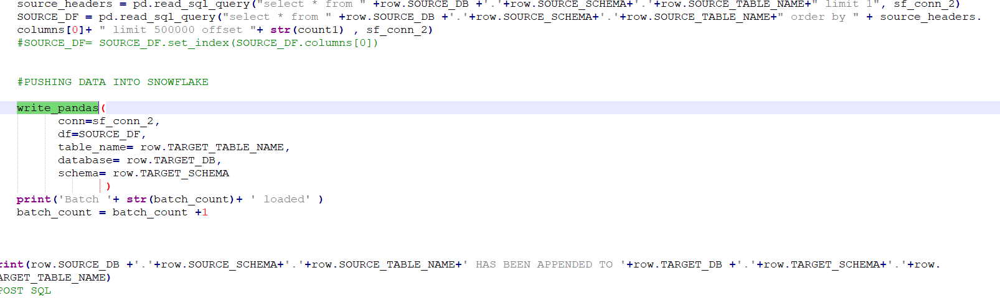 source_headers = pd.read_sql_query("select * from " +row.SOURCE_DB +'.'+row.SOURCE_SCHEMA+'.'+row.SOURCE_TABLE_NAME+" limit 1", sf_conn_2)
SOURCE_DF = pd.read_sql_query("select * from " +row.SOURCE_DB +'.'+row.SOURCE_SCHEMA+'.'+row.SOURCE_TABLE_NAME+" order by " + source_headers.
columns[0]+ " limit 500000 offset "+ str(count1) , sf_conn_2)
#SOURCE_DF= SOURCE_DF.set_index(SOURCE_DF.columns[0])
#PUSHING DATA INTO SNOWFLAKE
write_pandas(
conn=sf_conn_2,
df=SOURCE_DF,
table_name= row.TARGET_TABLE_NAME,
database= row.TARGET_DB,
schema= row.TARGET_SCHEMA
)
print('Batch '+ str(batch_count)+ ' loaded' )
batch_count = batch_count +1
rint(row.SOURCE_DB +'.'+row.SOURCE_SCHEMA+'.'+row.SOURCE_TABLE_NAME+' HAS BEEN APPENDED TO '+row.TARGET_DB +'.'+row.TARGET_SCHEMA+'.'+row.
ARGET_TABLE_NAME)
POST SQL